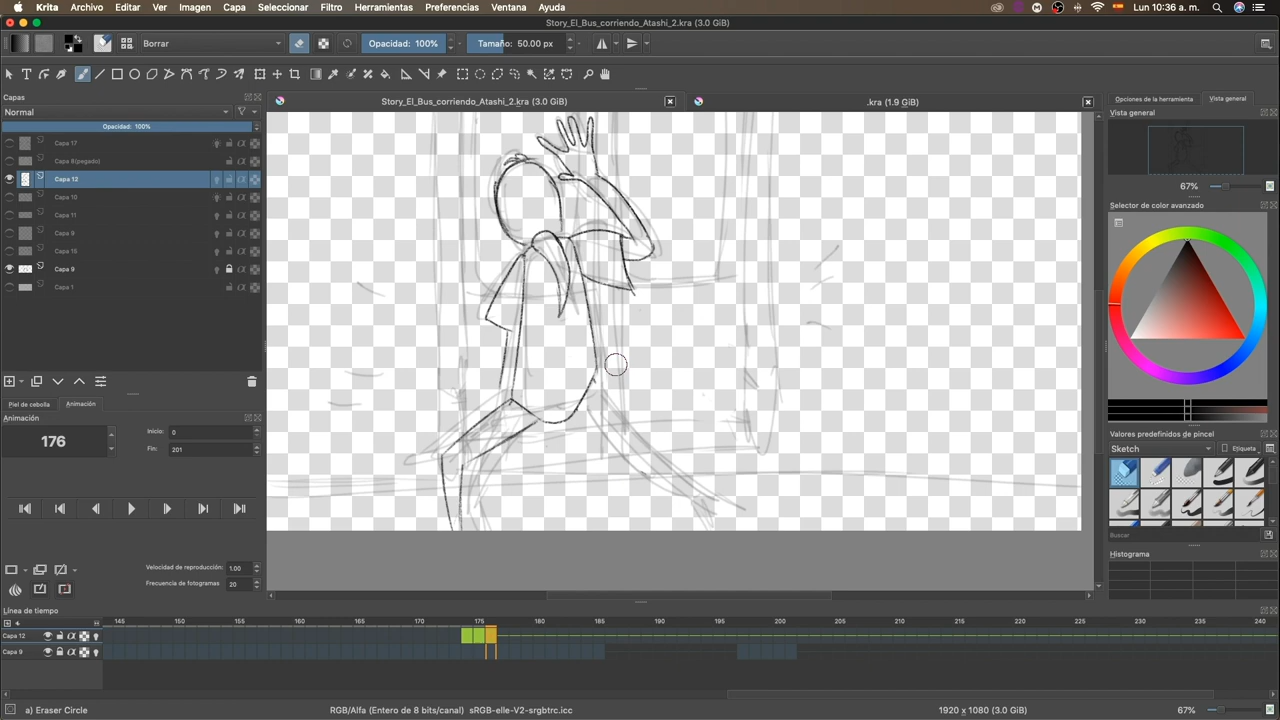 Krita Archivo Editar Ver Imagen Capa Seleccionar Filtro Herramientas Preferencias Ventana Ayuda
Lun 10:36 a. m.
Story_El_Bus_corriendo_Atashi_2.kra (3.0 GiB)
Borrar
Opacidad: 100%
Tamaño: 50.00 px
Capas
Normal
Opacidad: 100%
Capa 17
Capa 8(pegado)
Capa 12
Capa 10
Capa 11
Capa 9
Capa 15
Capa 9
Capa 1
Piel de cebolla
Animación
Animación
176
Inicio: 0
Fin: 201
Velocidad de reproducción: 1.00
Frecuencia de fotogramas 20
Story_El_Bus_corriendo_Atashi_2.kra (3.0 GiB)
.kra (1.9 GiB)
Opciones de la herramienta
Vista general
Vista general
67%
Selector de color avanzado
Valores predefinidos de pincel
Sketch
Etiqueta
Buscar
Histograma
Línea de tiempo
145 150 155 160 165 170 175 180 185 190 195 200 205 210 215 220 225 230 235 240
Capa 12
Capa 9
a) Eraser Circle
RGB/Alfa (Entero de 8 bits/canal) sRGB-elle-V2-srgbtrc.icc
1920 x 1080 (3.0 GiB)
67%